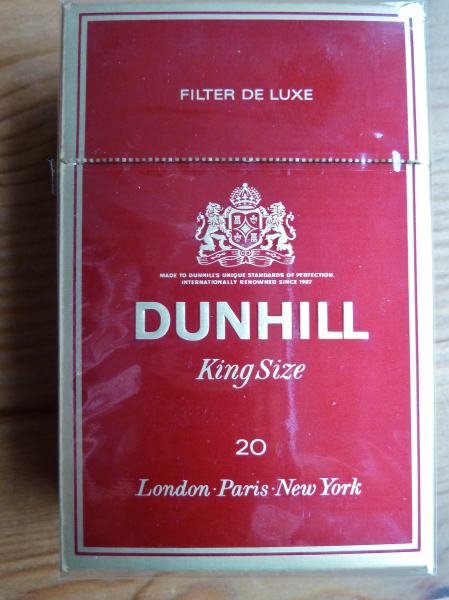 FILTER DE LUXE
MADE TO DUNHILL'S UNIQUE STANDARDS OF PERFECTION.
INTERNATIONALLY RENOWNED SINCE 1907
DUNHILL
King Size
20
London·Paris·New York